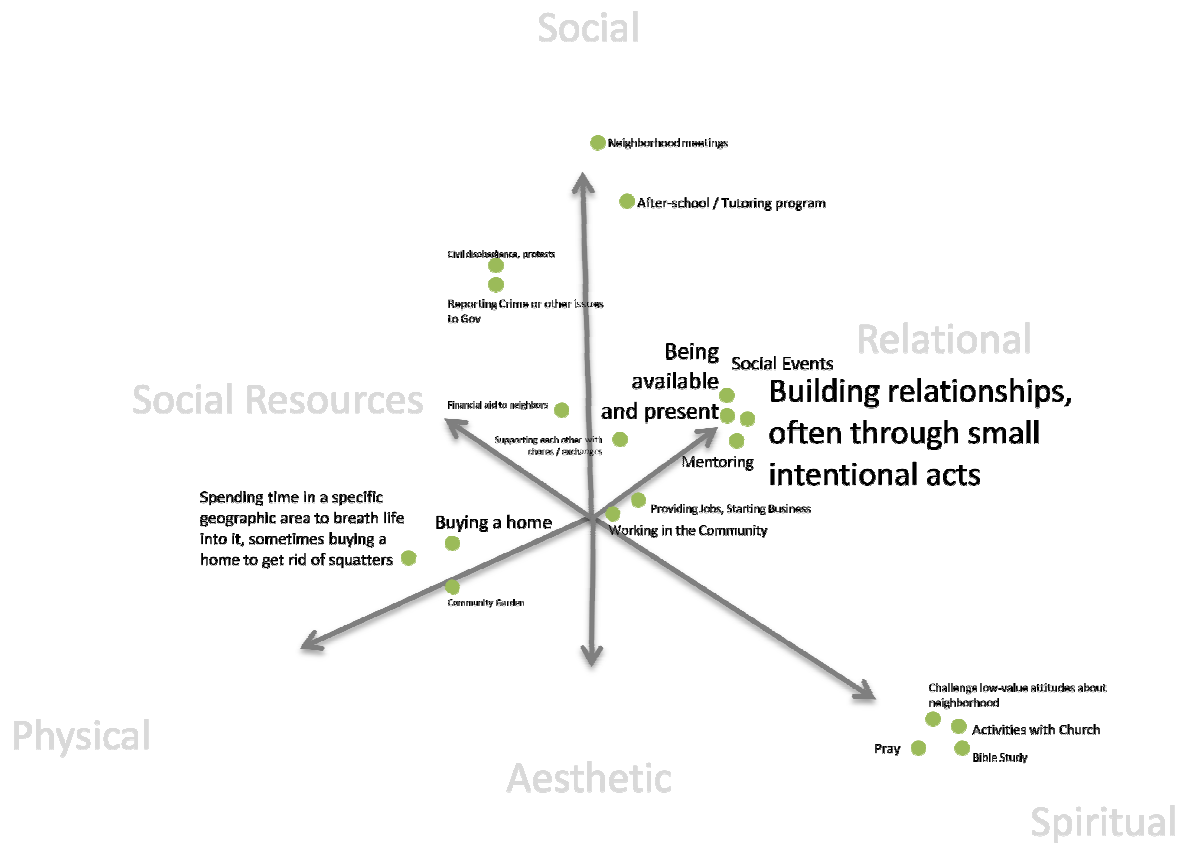 Social
Neighborhood meetings
After-school / Tutoring program
Civil disobedience, protests
Reporting Crime or other issues
to Gov
Relational
Being
available
and present
Social Events
Building relationships,
often through small
intentional acts
Social Resources
Financial aid to neighbors
Supporting each other with
chores / exchanges
Mentoring
Spending time in a specific
geographic area to breath life
into it, sometimes buying a
home to get rid of squatters
Buying a home
Providing Jobs, Starting Business
Working in the Community
Community Garden
Challenge low-value attitudes about
neighborhood
Activities with Church
Pray
Bible Study
Physical
Aesthetic
Spiritual